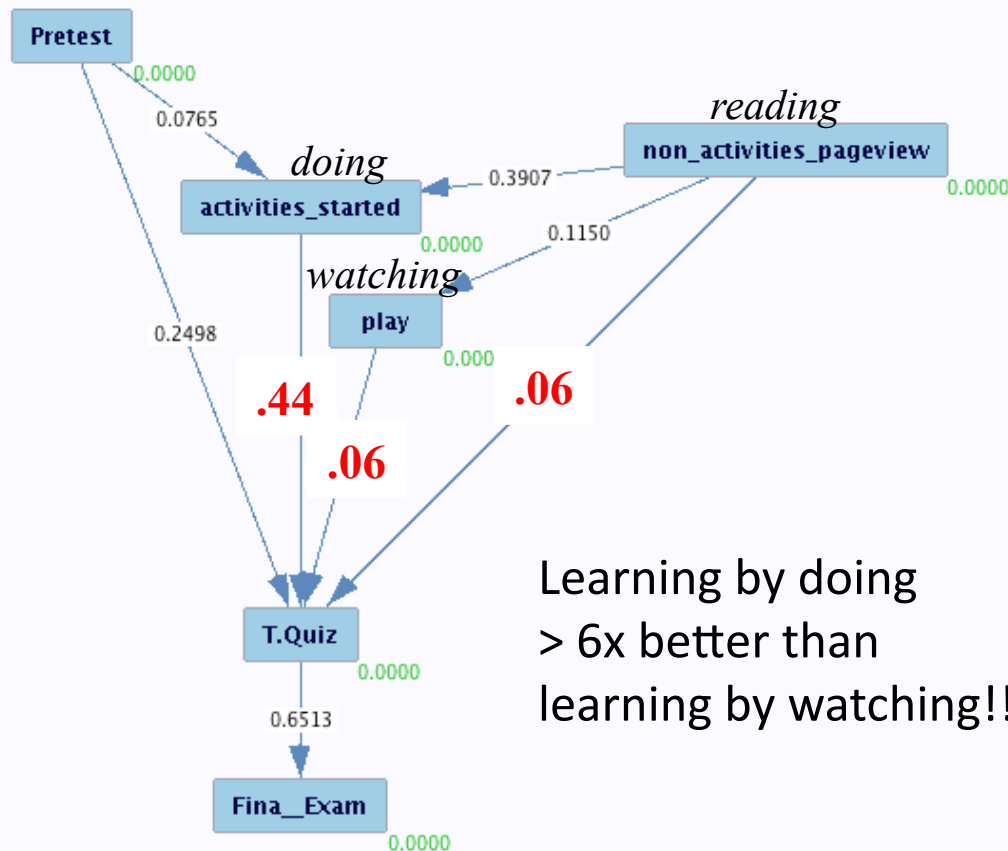 Pretest
0.0000
0.0765
reading
non_activities_pageview
0.0000
doing
activities_started
0.0000
0.3907
0.1150
watching
play
0.000
0.2498
.44
.06
.06
Learning by doing
> 6x better than
learning by watching!!
T.Quiz
0.0000
0.6513
Fina__Exam
0.0000